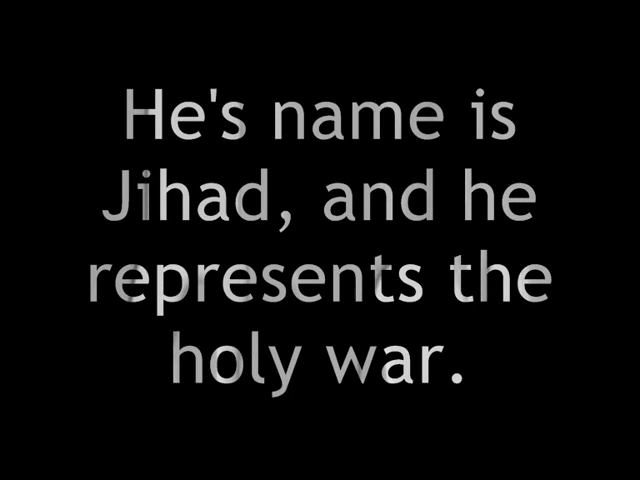 He's name is
Jihad, and he
represents the
holy war.